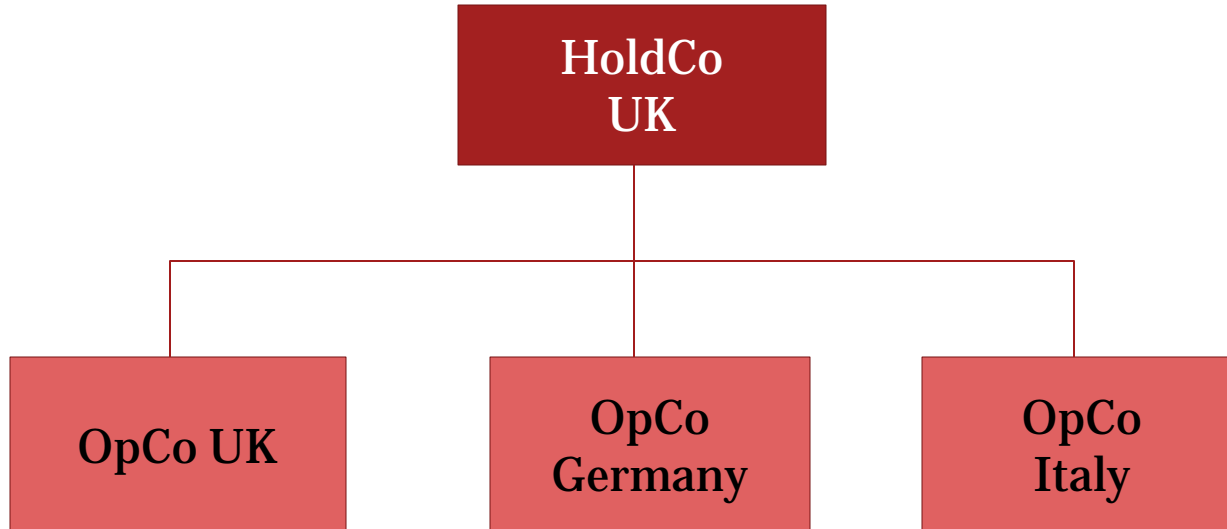 HoldCo
UK
OpCo UK
OpCo
Germany
OpCo
Italy